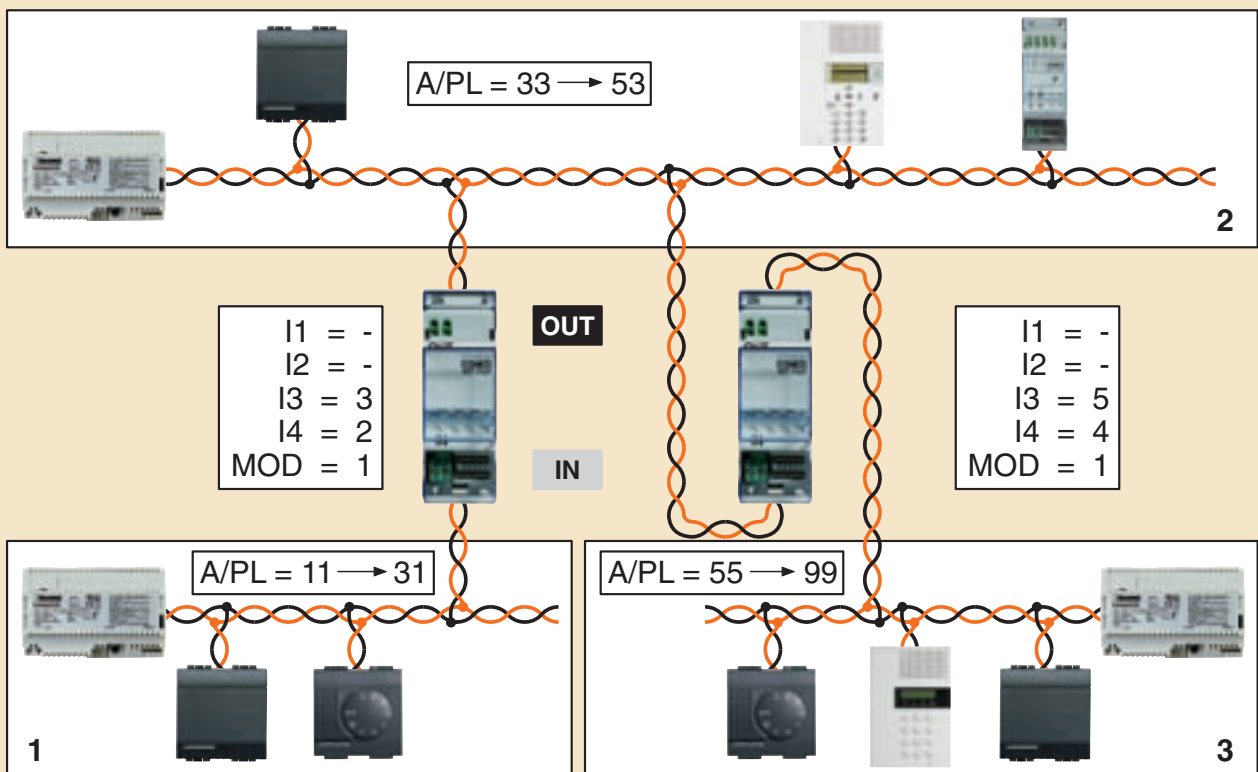 A/PL = 33 → 53
2
I1 = -
I2 = -
I3 = 3
I4 = 2
MOD = 1
OUT
IN
I1 = -
I2 = -
I3 = 5
I4 = 4
MOD = 1
A/PL = 11 → 31
1
A/PL = 55 → 99
3